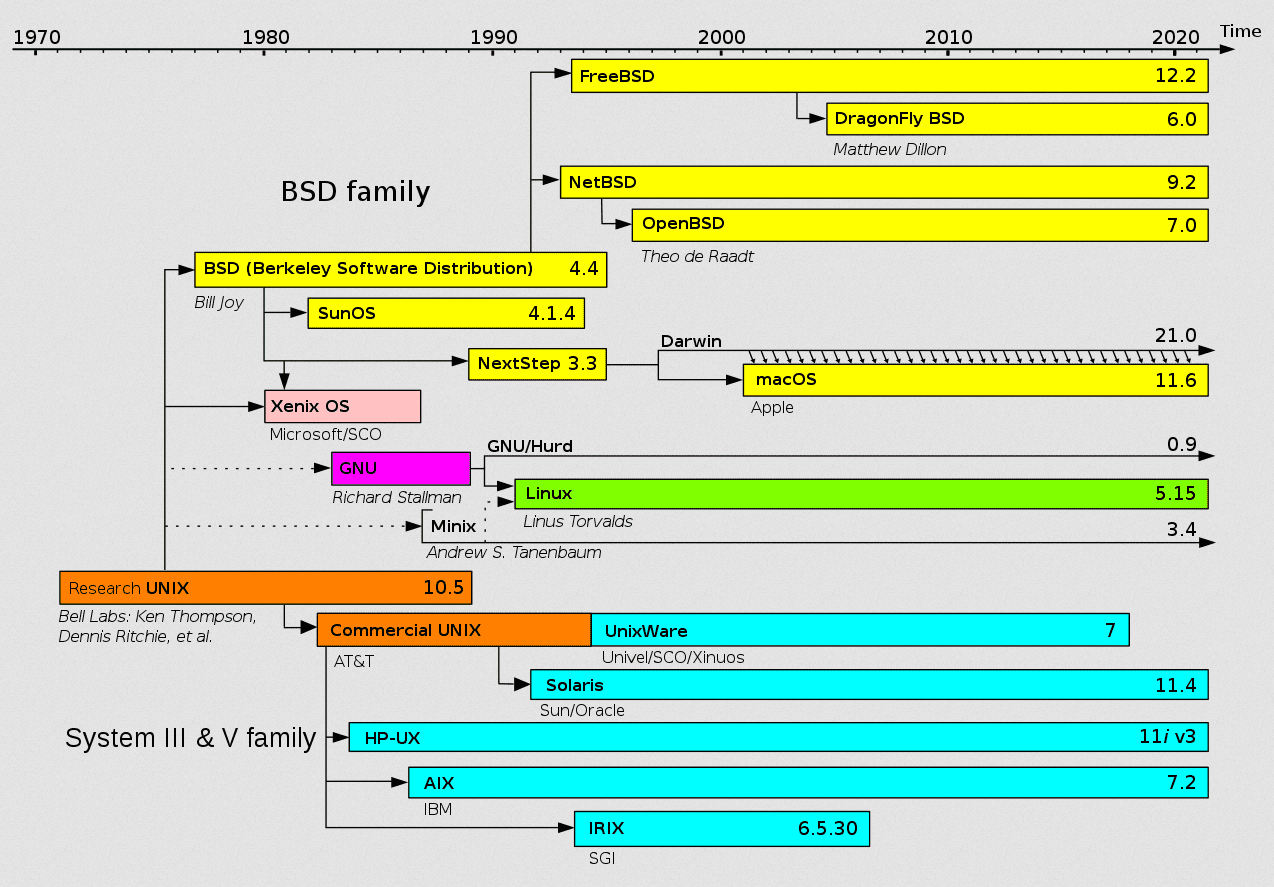 1970 1980 1990 2000 2010 2020 Time
FreeBSD 12.2
DragonFly BSD 6.0
Matthew Dillon
BSD family
NetBSD 9.2
OpenBSD 7.0
Theo de Raadt
BSD (Berkeley Software Distribution) 4.4
Bill Joy
SunOS 4.1.4
Darwin 21.0
NextStep 3.3
macOS 11.6
Apple
Xenix OS
Microsoft/SCO
GNU/Hurd 0.9
GNU
Richard Stallman
Linux 5.15
Linus Torvalds
Minix 3.4
Andrew S. Tanenbaum
Research UNIX 10.5
Bell Labs: Ken Thompson,
Dennis Ritchie, et al.
Commercial UNIX
AT&T
UnixWare 7
Univel/SCO/Xinuos
Solaris 11.4
Sun/Oracle
System III & V family
HP-UX 11i v3
AIX 7.2
IBM
IRIX 6.5.30
SGI